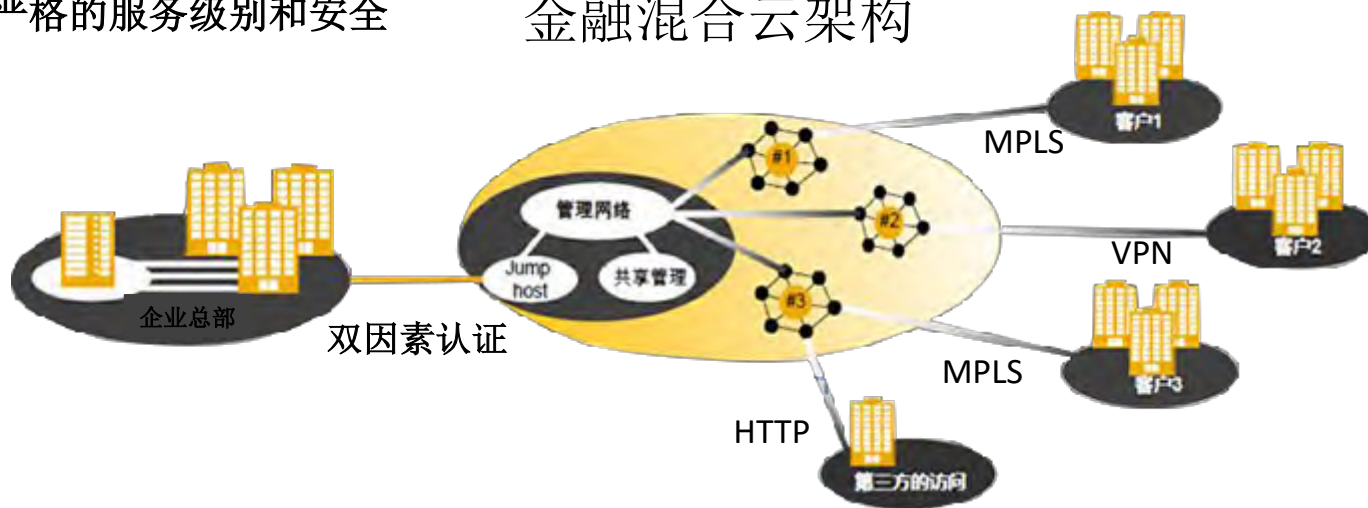 严格的服务级别和安全
金融混合云架构
客户1
MPLS
#1
管理网络
#2
VPN
客户2
Jump
host
共享管理
#3
企业总部
双因素认证
MPLS
客户3
HTTP
第三方的访问